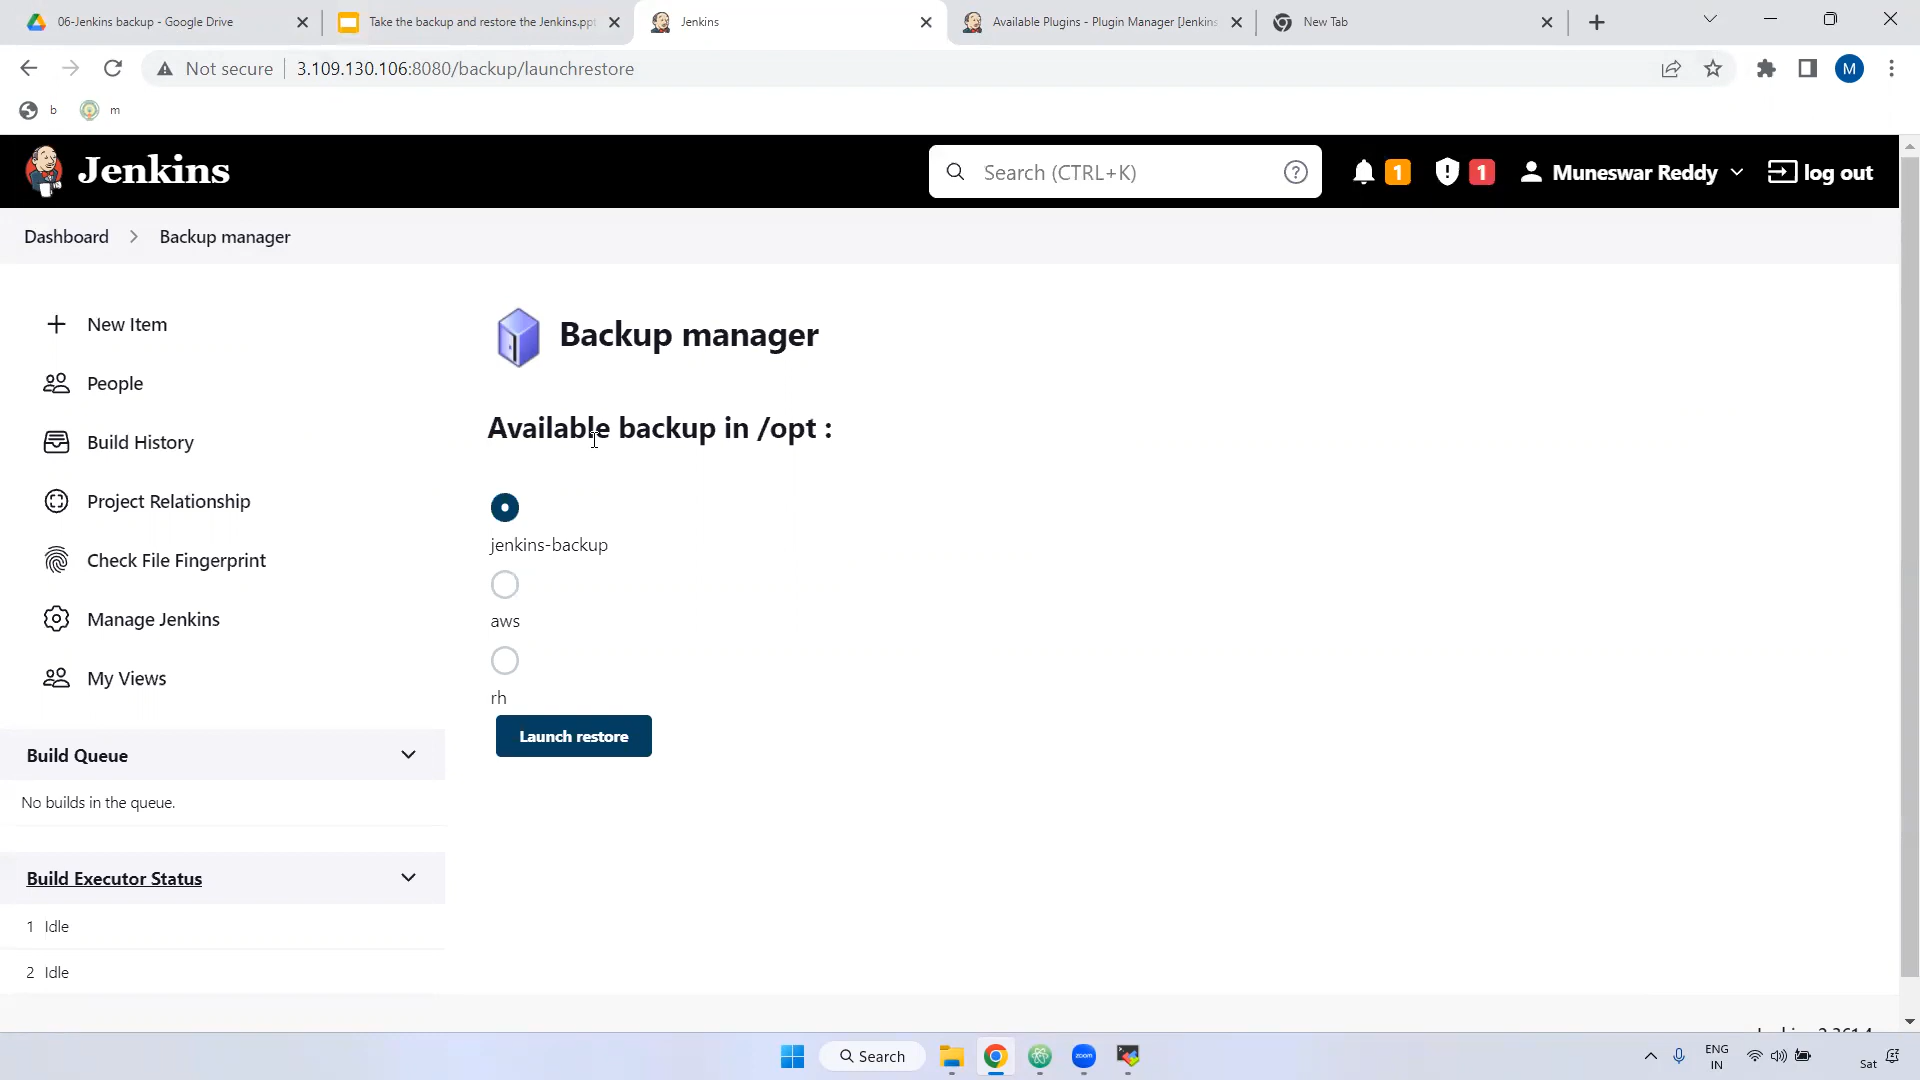 06-Jenkins backup - Google Drive
Take the backup and restore the Jenkins.ppt
Jenkins
Available Plugins - Plugin Manager [Jenkins
New Tab
Not secure
3.109.130.106:8080/backup/launchrestore
M
b
m
Jenkins
Search (CTRL+K)
?
1
1
Muneswar Reddy
log out
Dashboard
Backup manager
New Item
People
Build History
Project Relationship
Check File Fingerprint
Manage Jenkins
My Views
Build Queue
No builds in the queue.
Build Executor Status
1 Idle
2 Idle
Backup manager
Available backup in /opt :
jenkins-backup
aws
rh
Launch restore
Search
zoom
ENG
IN
Sat